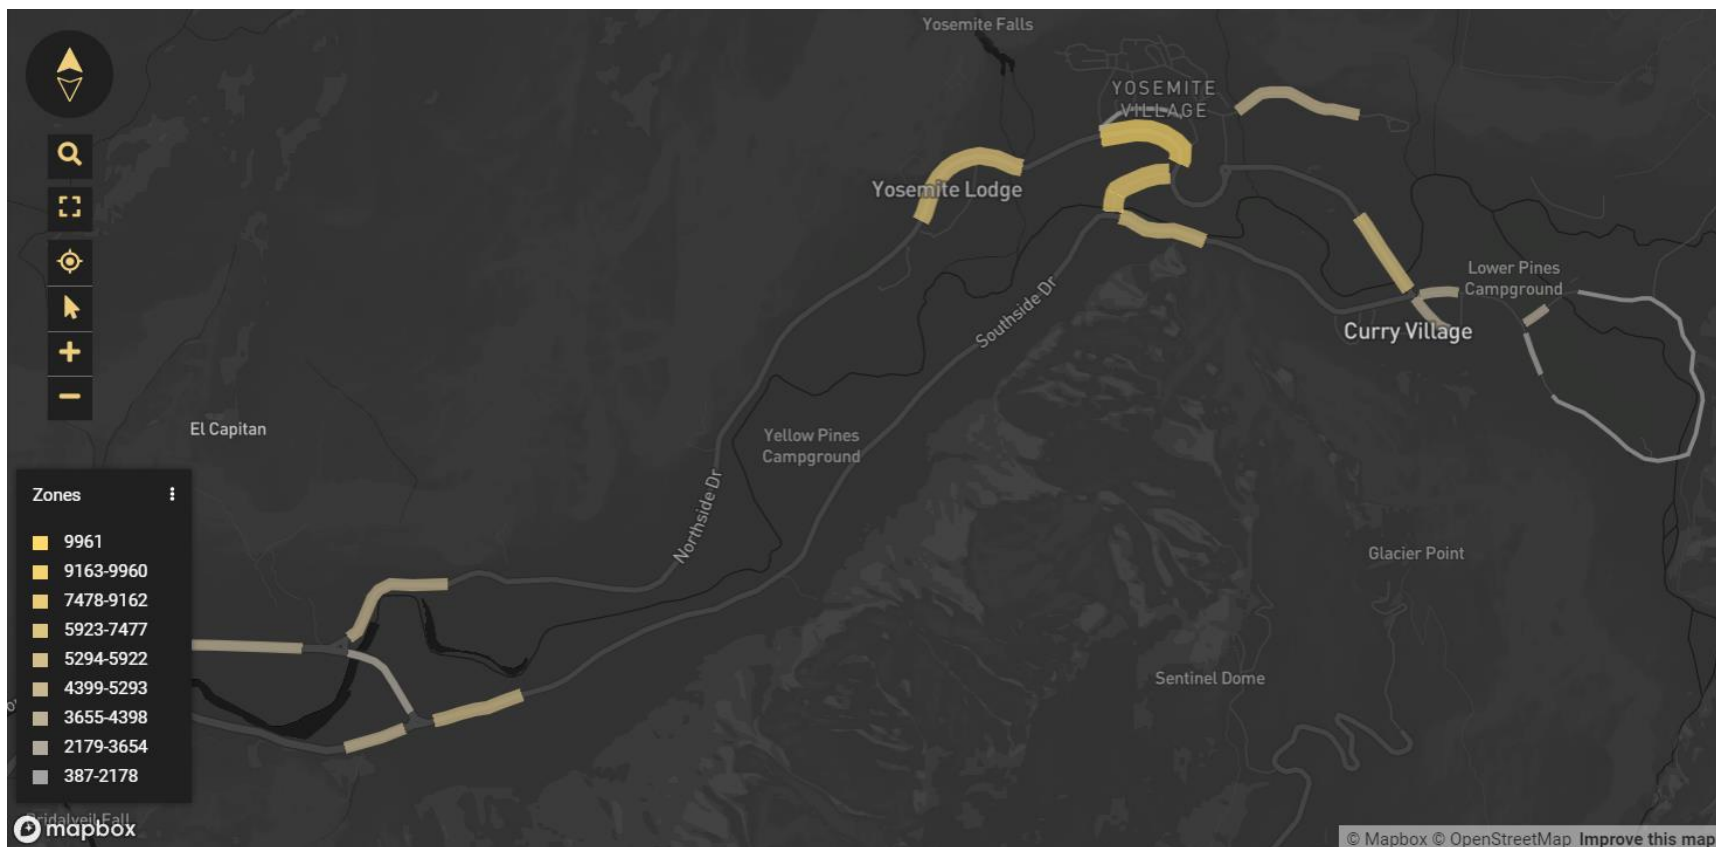 Yosemite Falls
YOSEMITE
VILLAGE
Yosemite Lodge
Lower Pines
Campground
Curry Village
Southside Dr
El Capitan
Yellow Pines
Campground
Northside Dr
Glacier Point
Sentinel Dome
Zones
9961
9163-9960
7478-9162
5923-7477
5294-5922
4399-5293
3655-4398
2179-3654
387-2178
Bridalveil Fall
mapbox
© Mapbox © OpenStreetMap Improve this map